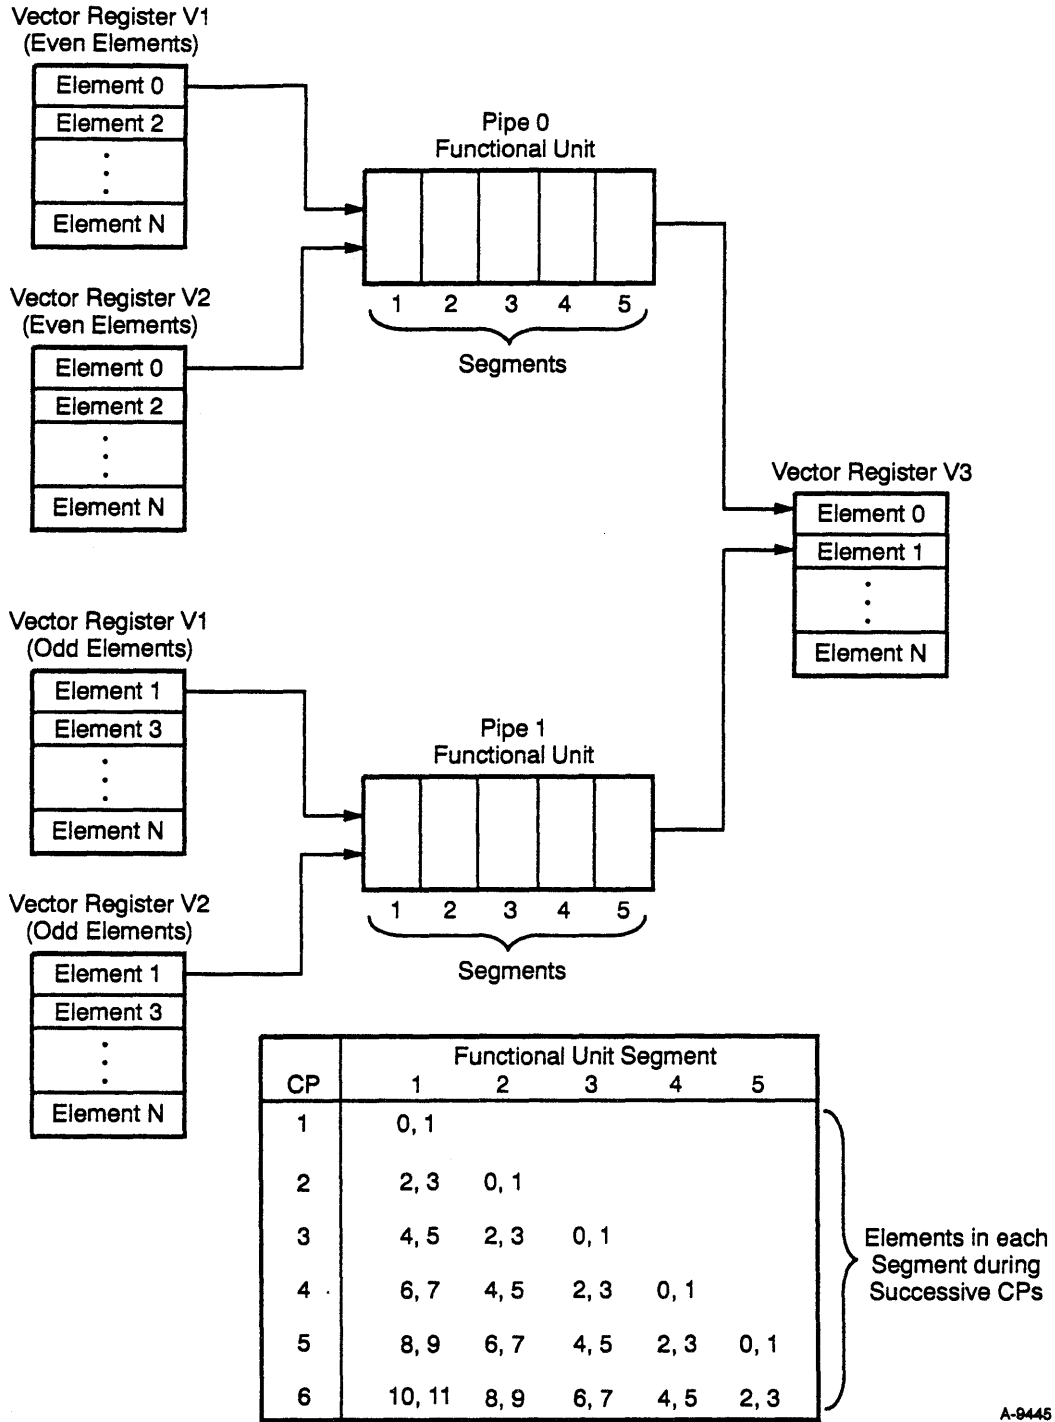 Vector Register V1
(Even Elements)
Element 0
Element 2
Element N
Vector Register V2
(Even Elements)
Element 0
Element 2
Element N
Pipe 0
Functional Unit
1 2 3 4 5
Segments
Vector Register V3
Element 0
Element 1
Element N
Vector Register V1
(Odd Elements)
Element 1
Element 3
Element N
Vector Register V2
(Odd Elements)
Element 1
Element 3
Element N
Pipe 1
Functional Unit
1 2 3 4 5
Segments
Functional Unit Segment
CP 1 2 3 4 5
1 0, 1
2 2, 3 0, 1
3 4, 5 2, 3 0, 1
4 6, 7 4, 5 2, 3 0, 1
5 8, 9 6, 7 4, 5 2, 3 0, 1
6 10, 11 8, 9 6, 7 4, 5 2, 3
Elements in each
Segment during
Successive CPs
A-9445